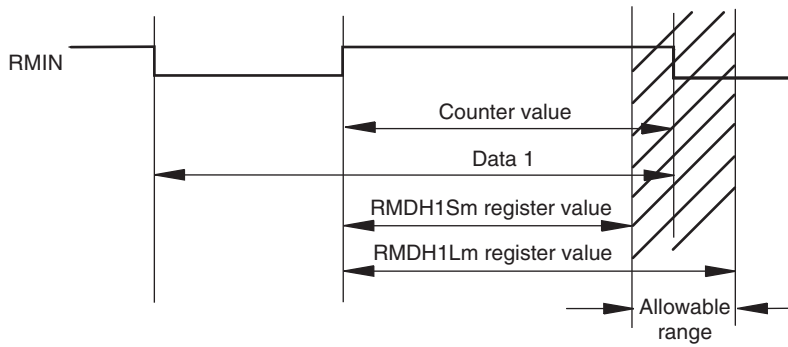 RMIN
Counter value
Data 1
RMDH1Sm register value
RMDH1Lm register value
Allowable
range